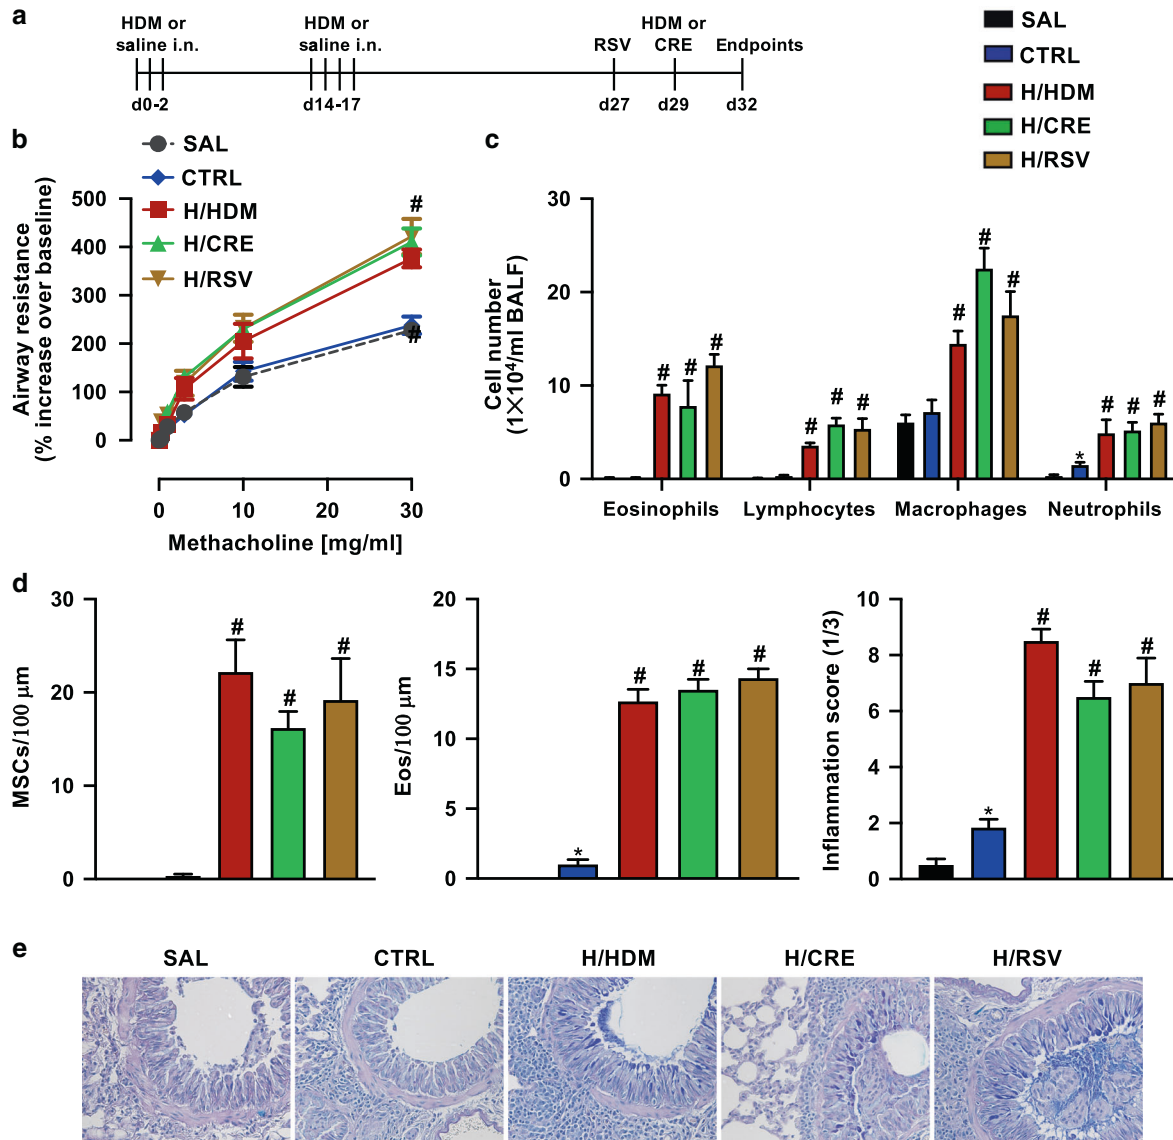 a
HDM or
saline i.n.
HDM or
saline i.n.
RSV
HDM or
CRE
Endpoints
d0-2
d14-17
d27
d29
d32
SAL
CTRL
H/HDM
H/CRE
H/RSV
b
SAL
CTRL
H/HDM
H/CRE
H/RSV
Airway resistance
(% increase over baseline)
500
400
300
200
100
0
#
#
0
10
20
30
Methacholine [mg/ml]
c
Cell number
(1×10⁴/ml BALF)
30
20
10
0
# # #
# # #
# # #
* # # #
Eosinophils
Lymphocytes
Macrophages
Neutrophils
d
MSCs/100 μm
30
20
10
0
# # #
Eos/100 μm
20
15
10
5
0
* # # #
Inflammation score (1/3)
10
8
6
4
2
0
* # # #
e
SAL
CTRL
H/HDM
H/CRE
H/RSV